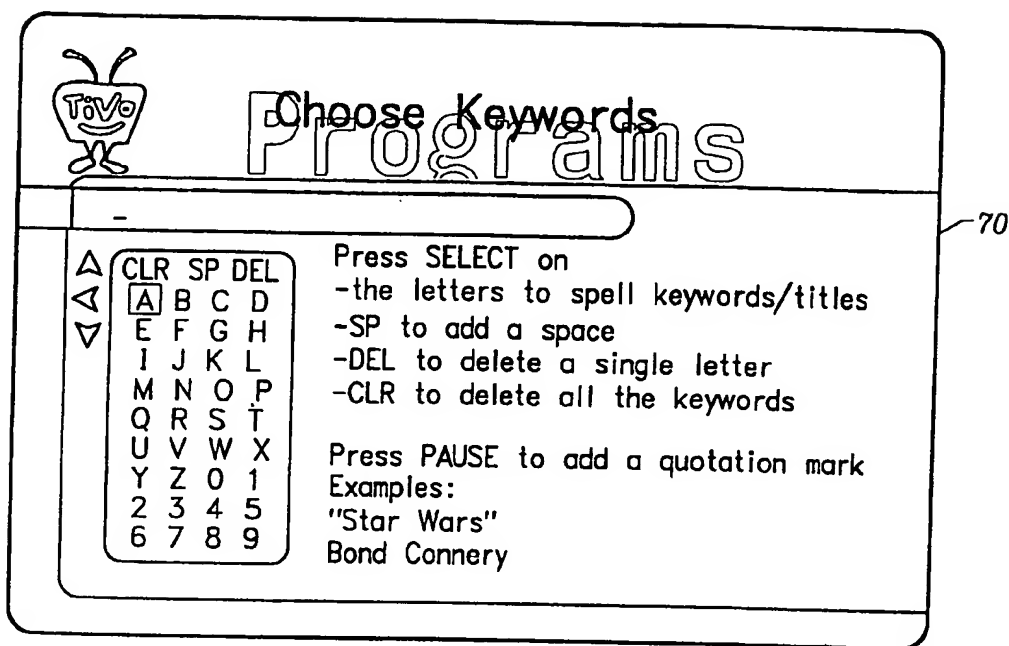 TiVo
Choose Keywords
Programs
-
70
CLR SP DEL
A B C D
E F G H
I J K L
M N O P
Q R S T
U V W X
Y Z 0 1
2 3 4 5
6 7 8 9
Press SELECT on
-the letters to spell keywords/titles
-SP to add a space
-DEL to delete a single letter
-CLR to delete all the keywords
Press PAUSE to add a quotation mark
Examples:
"Star Wars"
Bond Connery